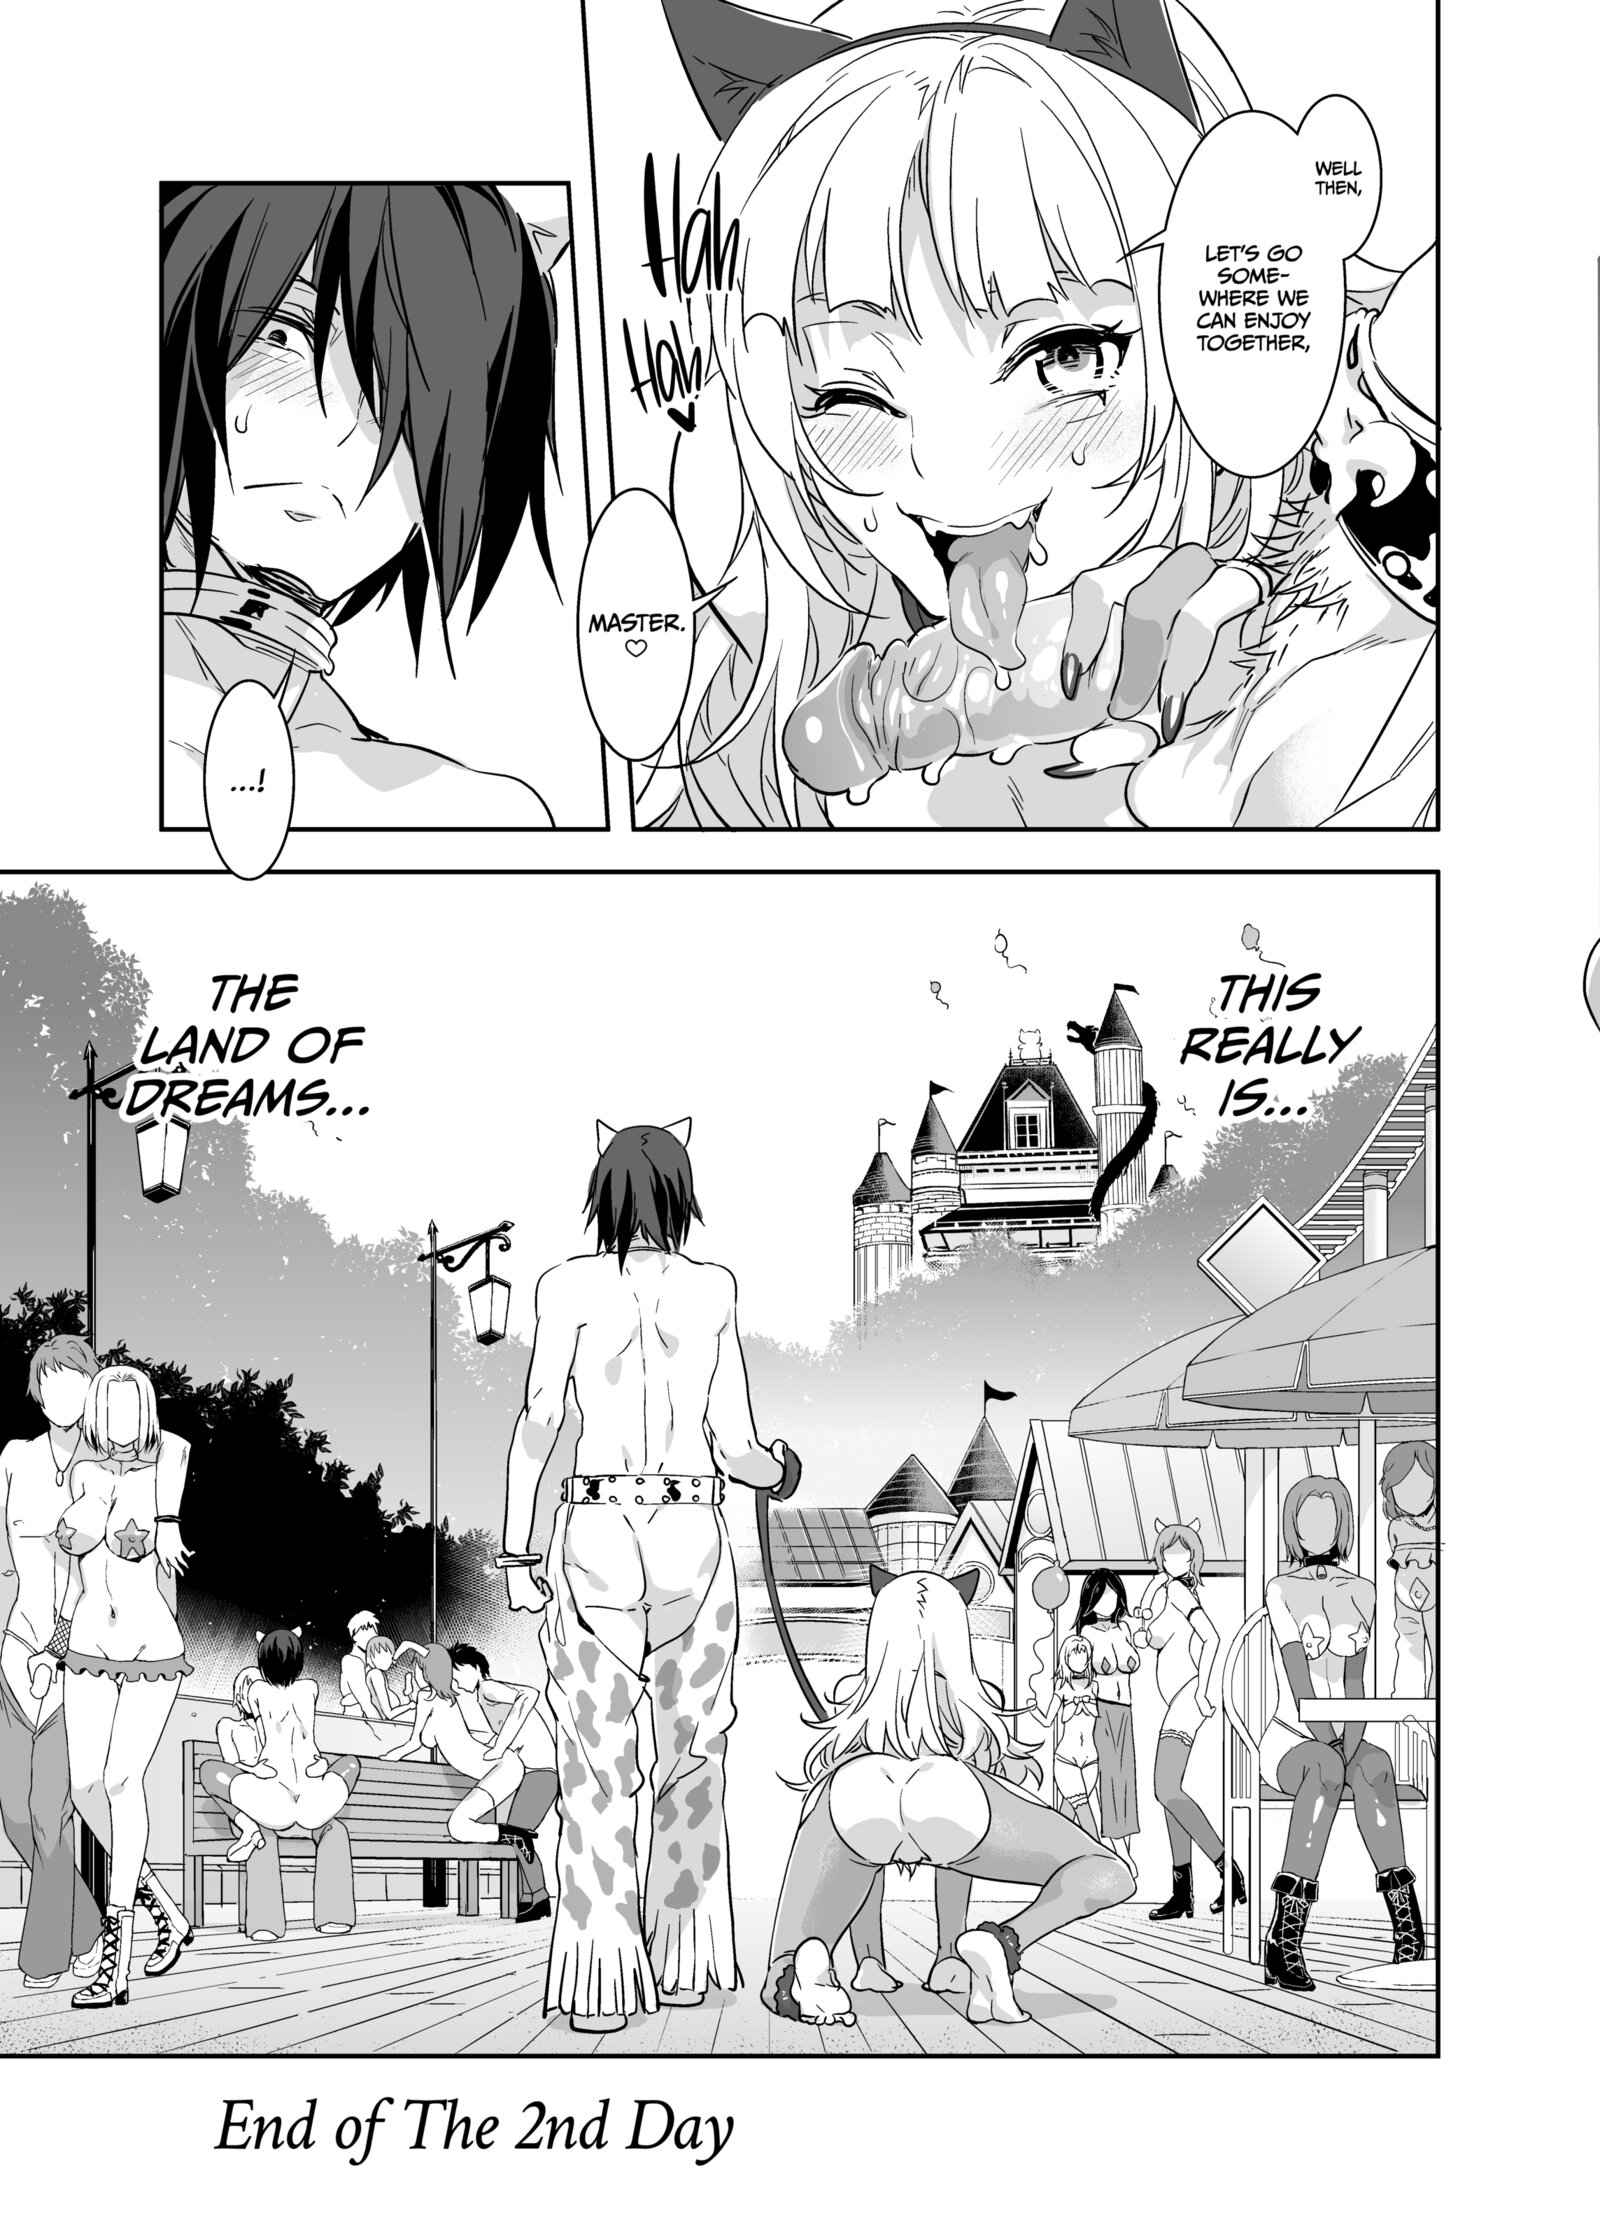 WELL
THEN,
LET'S GO
SOME-
WHERE WE
CAN ENJOY
TOGETHER,
Hah
Hah
MASTER.
♡
...!
THIS
REALLY
IS...
THE
LAND OF
DREAMS...
End of The 2nd Day